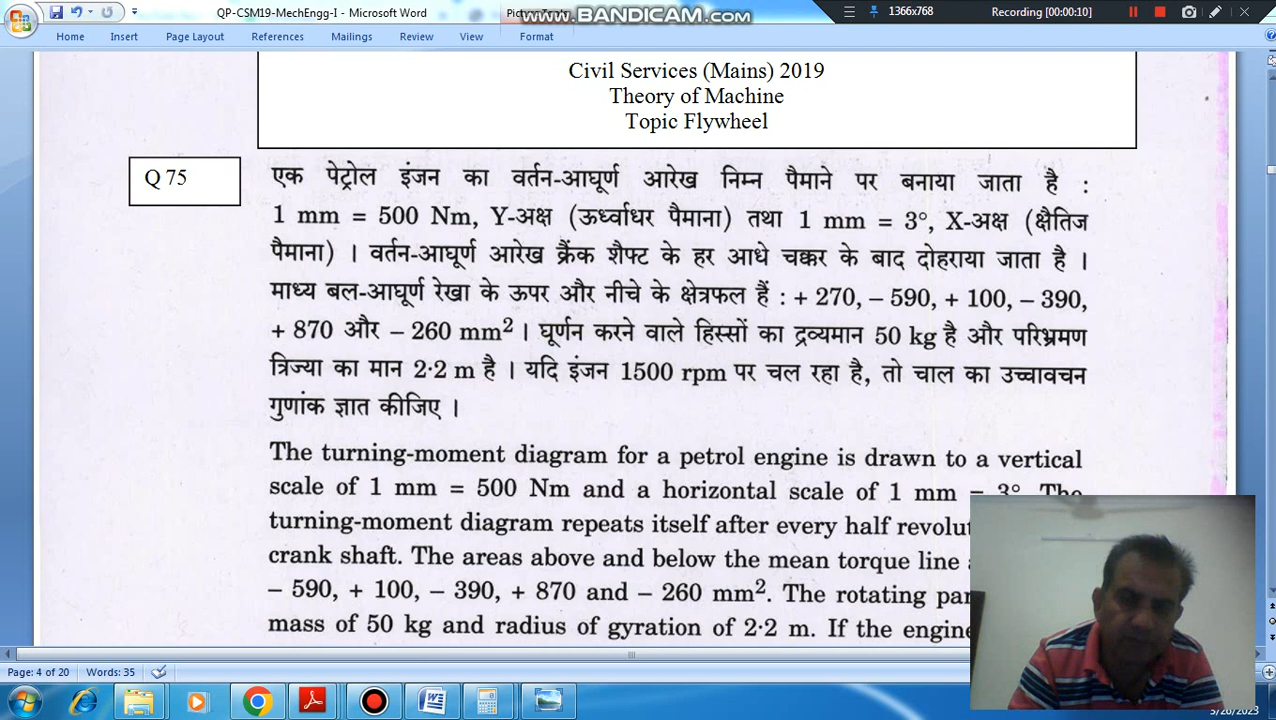 QP-CSM19-MechEngg-I - Microsoft Word
www.BANDICAM.com
1366x768
Recording [00:00:10]
Home Insert Page Layout References Mailings Review View Format
Civil Services (Mains) 2019
Theory of Machine
Topic Flywheel
Q 75
एक पेट्रोल इंजन का वर्तन-आघूर्ण आरेख निम्न पैमाने पर बनाया जाता है :
1 mm = 500 Nm, Y-अक्ष (ऊर्ध्वाधर पैमाना) तथा 1 mm = 3°, X-अक्ष (क्षैतिज
पैमाना) । वर्तन-आघूर्ण आरेख क्रैंक शैफ्ट के हर आधे चक्कर के बाद दोहराया जाता है ।
माध्य बल-आघूर्ण रेखा के ऊपर और नीचे के क्षेत्रफल हैं : + 270, – 590, + 100, – 390,
+ 870 और – 260 mm² । घूर्णन करने वाले हिस्सों का द्रव्यमान 50 kg है और परिभ्रमण
त्रिज्या का मान 2·2 m है । यदि इंजन 1500 rpm पर चल रहा है, तो चाल का उच्चावचन
गुणांक ज्ञात कीजिए ।
The turning-moment diagram for a petrol engine is drawn to a vertical
scale of 1 mm = 500 Nm and a horizontal scale of 1 mm = 3°. The
turning-moment diagram repeats itself after every half
crank shaft. The areas above and below the mean torque line
– 590, + 100, – 390, + 870 and – 260 mm². The rotating
mass of 50 kg and radius of gyration of 2·2 m. If the engine
Page: 4 of 20 Words: 35